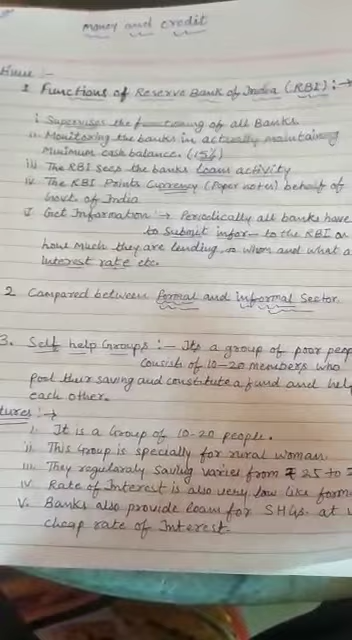 money and credit
1 Functions of Reserve Bank of India (RBI) :→
i Supervises the functioning of all Banks
ii. Monitoring the banks in actually maintaining
Minimum cash balance. (15%)
iii The RBI sees the banks loans activity
iv The RBI Prints Currency (Paper notes) behalf of
Govt. of India
V Get Information :→ Periodically all banks have
to submit infor— to the RBI on
how much they are lending, to whom and what a
Interest rate etc.
2 Compared between formal and informal Sector.
3. Self help Groups :— Its a group of poor peop
consists of 10-20 members who
pool their saving and constitute a fund and hel
each other.
tures :→
i. It is a Group of 10-20 people.
ii. This Group is specially for rural woman.
iii. They regularaly Saving varies from ₹ 25 to
iv. Rate of Interest is also very low like forma
V. Banks also provide loan for SHGs. at
cheap rate of Interest.